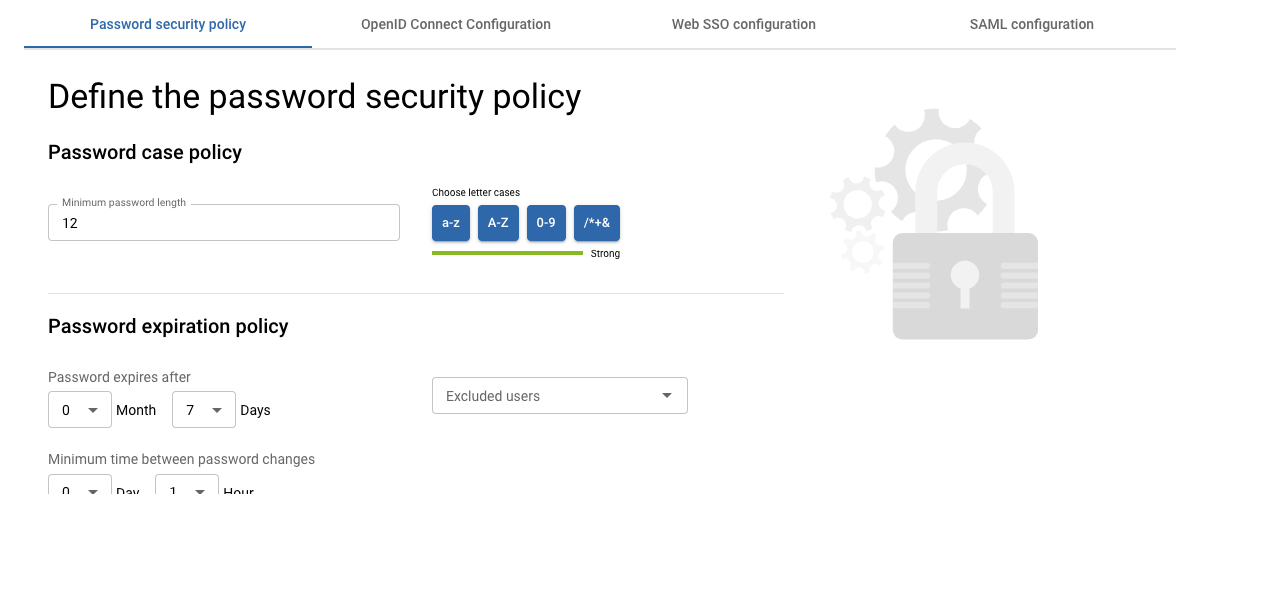 Password security policy
OpenID Connect Configuration
Web SSO configuration
SAML configuration
Define the password security policy
Password case policy
Minimum password length
12
Choose letter cases
a-z
A-Z
0-9
/*+&
Strong
Password expiration policy
Password expires after
0 Month 7 Days
Excluded users
Minimum time between password changes
0 Day 1 Hour